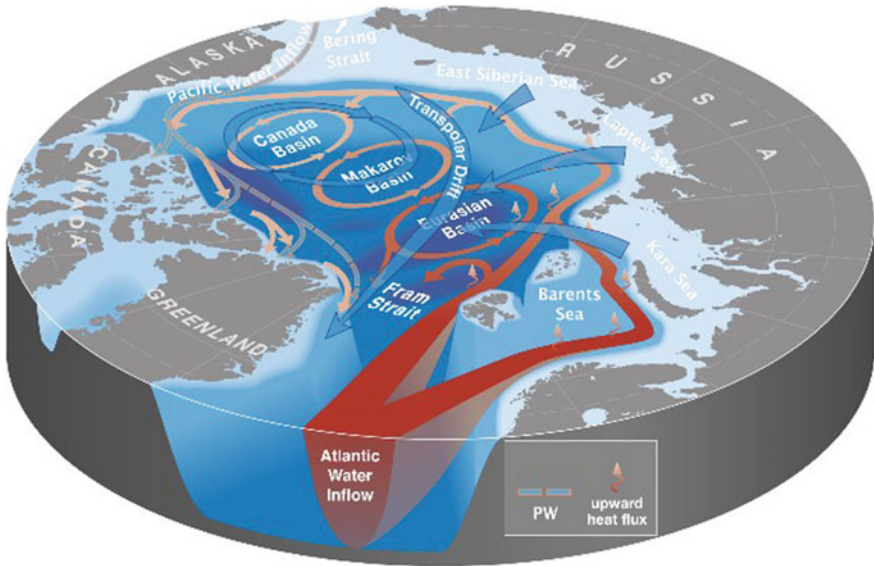 ALASKA
Pacific Water Inflow
Bering
Strait
RUSSIA
East Siberian Sea
Laptev Sea
Kara Sea
CANADA
Canada
Basin
Makarov
Basin
Transpolar Drift
Eurasian
Basin
Fram
Strait
Barents
Sea
GREENLAND
Atlantic
Water
Inflow
PW
upward
heat flux